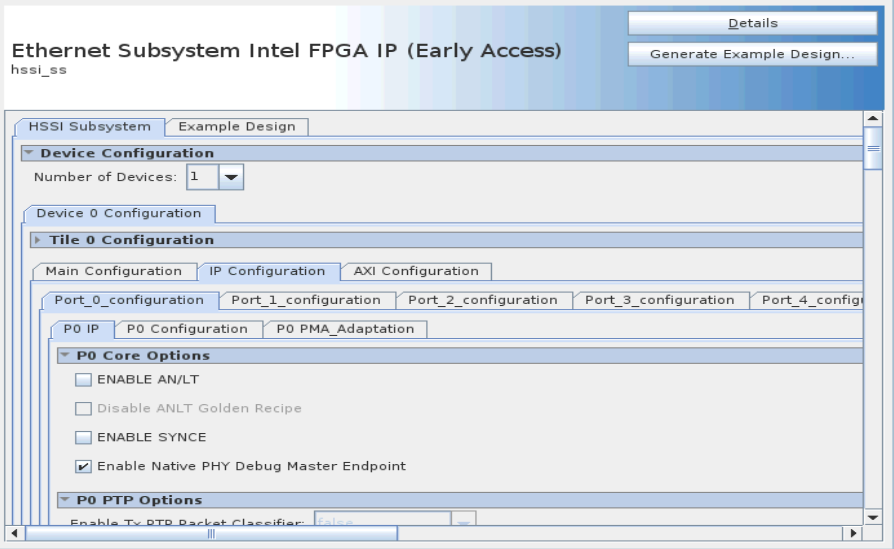 Details
Ethernet Subsystem Intel FPGA IP (Early Access)
Generate Example Design...
hssi_ss
HSSI Subsystem Example Design
Device Configuration
Number of Devices: 1
Device 0 Configuration
Tile 0 Configuration
Main Configuration IP Configuration AXI Configuration
Port_0_configuration Port_1_configuration Port_2_configuration Port_3_configuration Port_4_configu
P0 IP P0 Configuration P0 PMA_Adaptation
P0 Core Options
ENABLE AN/LT
Disable ANLT Golden Recipe
ENABLE SYNCE
Enable Native PHY Debug Master Endpoint
P0 PTP Options
Enable Tx PTP Packet Classifier: false